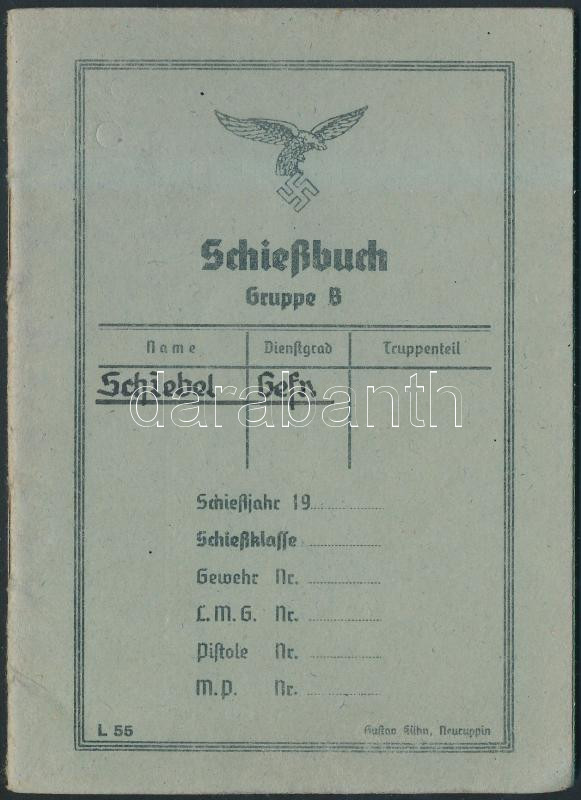 Schießbuch
Gruppe B
Name Dienstgrad Truppenteil
Schiebel Gefr.
darabanth
Schießjahr 19
Schießklasse
Gewehr Nr.
L.M.G. Nr.
Pistole Nr.
M.P. Nr.
L 55 Gustav Kühn, Neuruppin